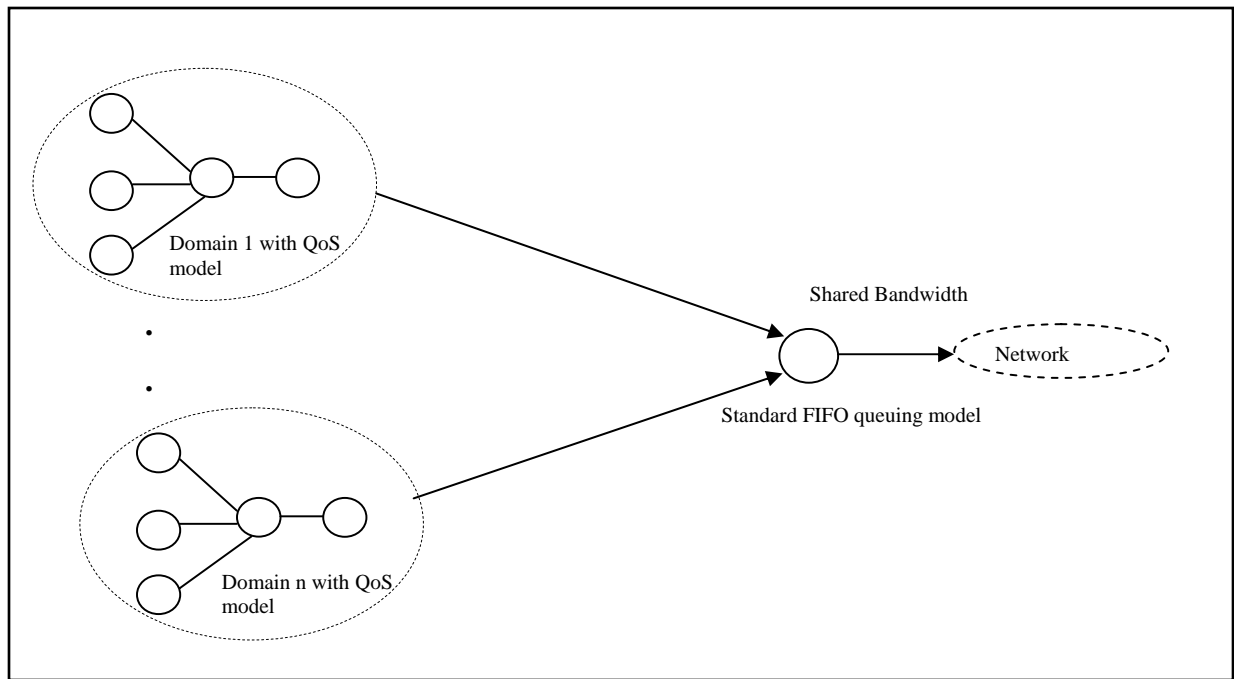 Domain 1 with QoS
model
Shared Bandwidth
Network
Standard FIFO queuing model
Domain n with QoS
model